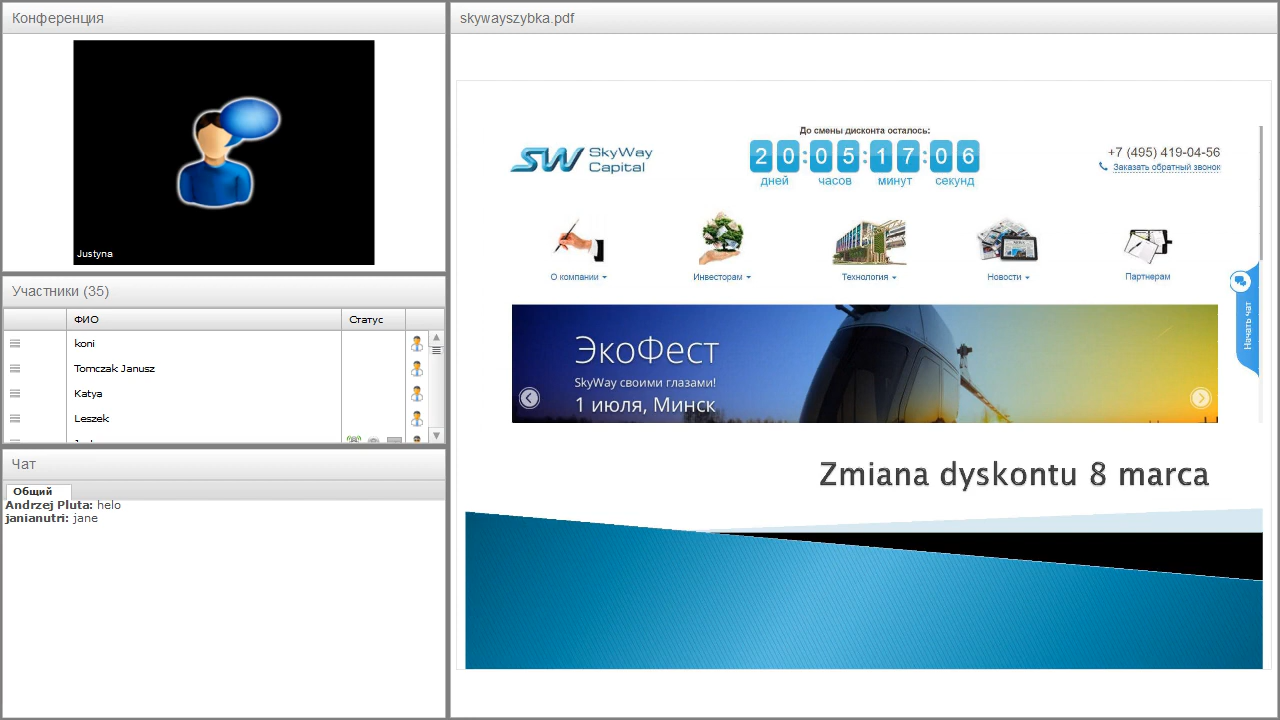 Конференция
Justyna
Участники (35)
ФИО
Статус
koni
Tomczak Janusz
Katya
Leszek
Чат
Общий
Andrzej Pluta: helo
janianutri: jane
skywayszybka.pdf
SW SkyWay
Capital
До смены дисконта осталось:
20:05:17:06
дней часов минут секунд
+7 (495) 419-04-56
Заказать обратный звонок
О компании
Инвесторам
Технология
Новости
Партнерам
Начать чат
ЭкоФест
SkyWay своими глазами!
1 июля, Минск
Zmiana dyskontu 8 marca